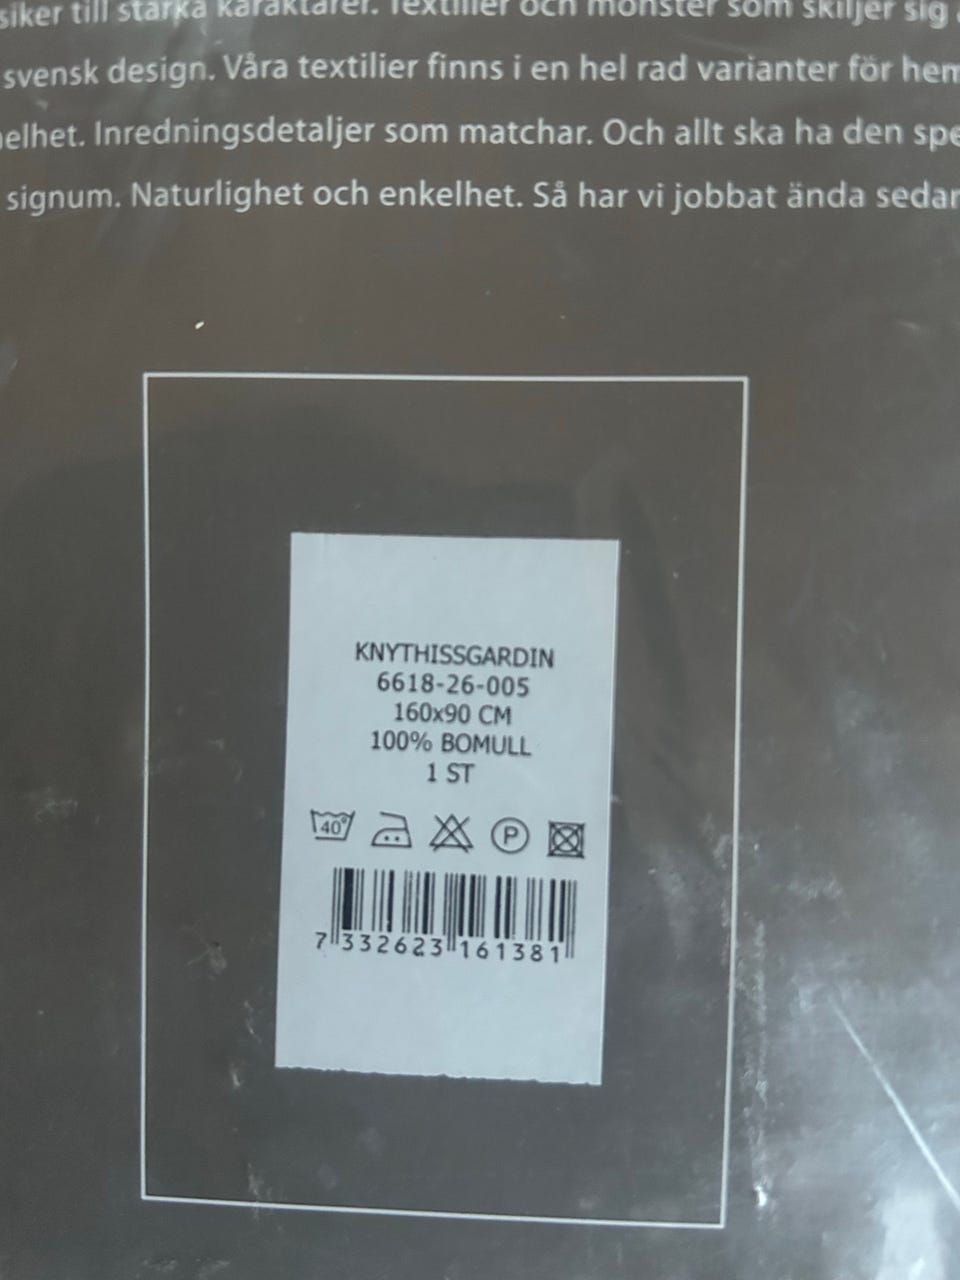 siker till starka karaktärer. Textilier och mönster som skiljer sig
svensk design. Våra textilier finns i en hel rad varianter för hem
elhet. Inredningsdetaljer som matchar. Och allt ska ha den spe
signum. Naturlighet och enkelhet. Så har vi jobbat ända sedan
KNYTHISSGARDIN
6618-26-005
160x90 CM
100% BOMULL
1 ST
40° P
7 332623 161381